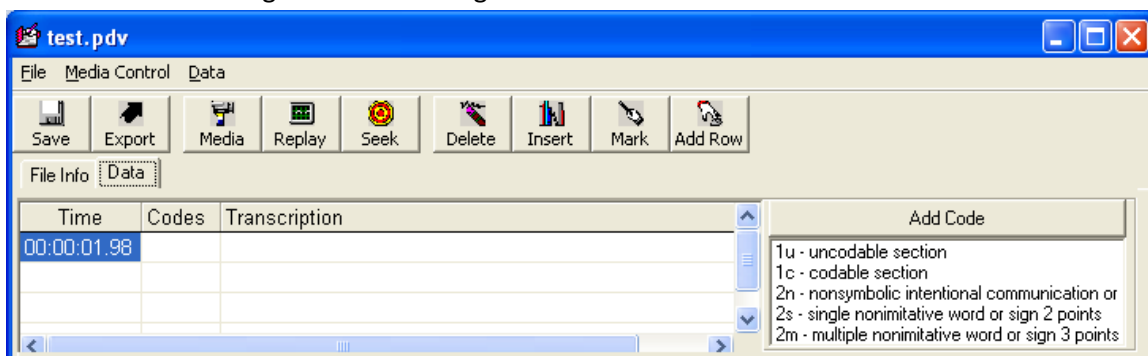 test.pdv
File Media Control Data
Save Export Media Replay Seek Delete Insert Mark Add Row
File Info Data
Time Codes Transcription
00:00:01.98
Add Code
1u - uncodable section
1c - codable section
2n - nonsymbolic intentional communication or
2s - single nonimitative word or sign 2 points
2m - multiple nonimitative word or sign 3 points